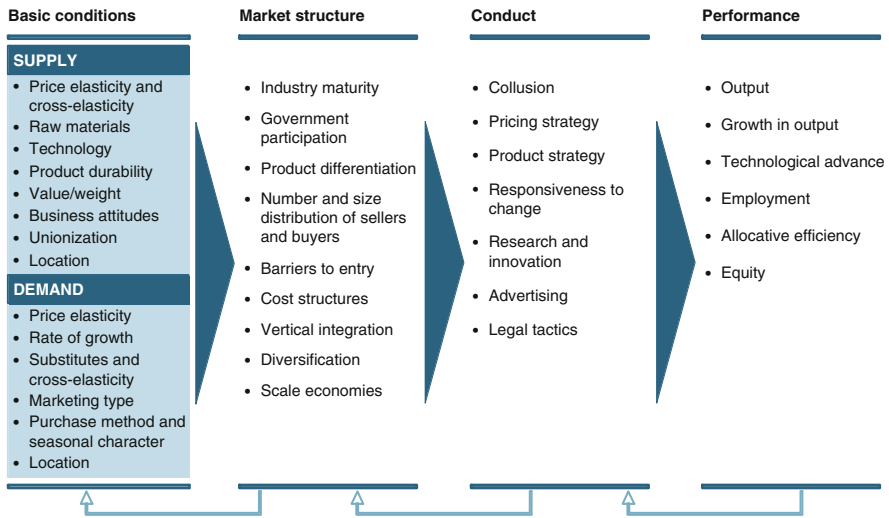 Basic conditions
SUPPLY
• Price elasticity and
cross-elasticity
• Raw materials
• Technology
• Product durability
• Value/weight
• Business attitudes
• Unionization
• Location
DEMAND
• Price elasticity
• Rate of growth
• Substitutes and
cross-elasticity
• Marketing type
• Purchase method and
seasonal character
• Location
Market structure
• Industry maturity
• Government
participation
• Product differentiation
• Number and size
distribution of sellers
and buyers
• Barriers to entry
• Cost structures
• Vertical integration
• Diversification
• Scale economies
Conduct
• Collusion
• Pricing strategy
• Product strategy
• Responsiveness to
change
• Research and
innovation
• Advertising
• Legal tactics
Performance
• Output
• Growth in output
• Technological advance
• Employment
• Allocative efficiency
• Equity